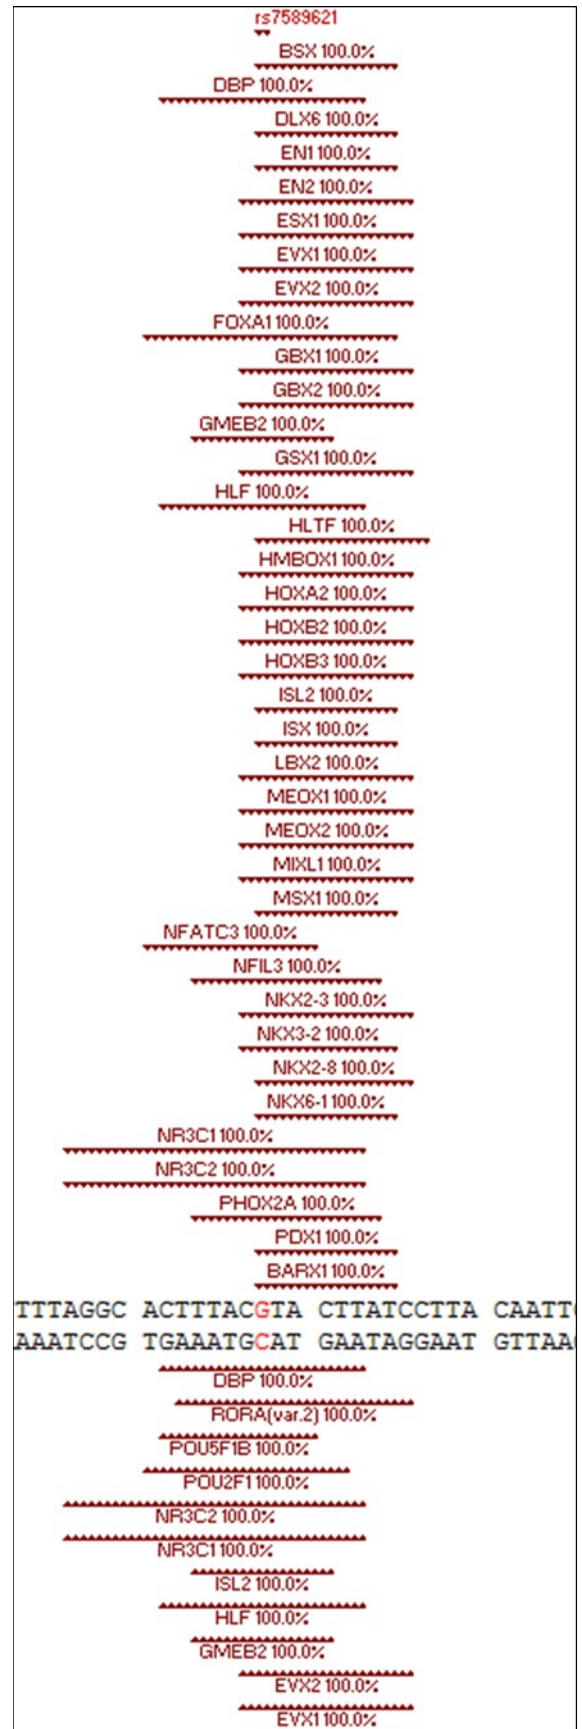 rs7589621
BSX 100.0%
DBP 100.0%
DLX6 100.0%
EN1 100.0%
EN2 100.0%
ESX1 100.0%
EVX1 100.0%
EVX2 100.0%
FOXA1 100.0%
GBX1 100.0%
GBX2 100.0%
GMEB2 100.0%
GSX1 100.0%
HLF 100.0%
HLTF 100.0%
HMBOX1 100.0%
HOXA2 100.0%
HOXB2 100.0%
HOXB3 100.0%
ISL2 100.0%
ISX 100.0%
LBX2 100.0%
MEOX1 100.0%
MEOX2 100.0%
MIXL1 100.0%
MSX1 100.0%
NFATC3 100.0%
NFIL3 100.0%
NKX2-3 100.0%
NKX3-2 100.0%
NKX2-8 100.0%
NKX6-1 100.0%
NR3C1 100.0%
NR3C2 100.0%
PHOX2A 100.0%
PDX1 100.0%
BARX1 100.0%
TTTAGGC ACTTTACGTA CTTATCCTTA CAATT
AAATCCG TGAAATGCAT GAATAGGAAT GTTAA
DBP 100.0%
RORA(var.2) 100.0%
POU5F1B 100.0%
POU2F1 100.0%
NR3C2 100.0%
NR3C1 100.0%
ISL2 100.0%
HLF 100.0%
GMEB2 100.0%
EVX2 100.0%
EVX1 100.0%